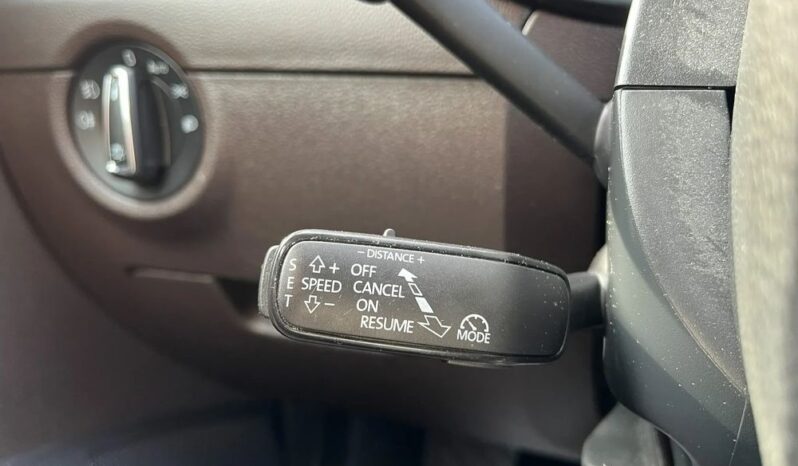 - DISTANCE +
S E T
+ OFF
SPEED CANCEL
- ON
RESUME
MODE